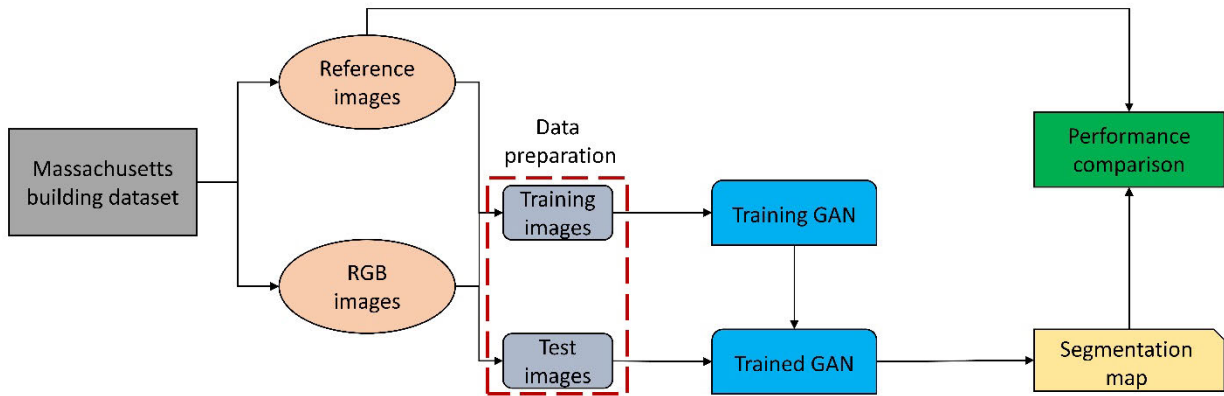 Reference
images
Massachusetts
building dataset
RGB
images
Data
preparation
Training
images
Test
images
Training GAN
Trained GAN
Performance
comparison
Segmentation
map